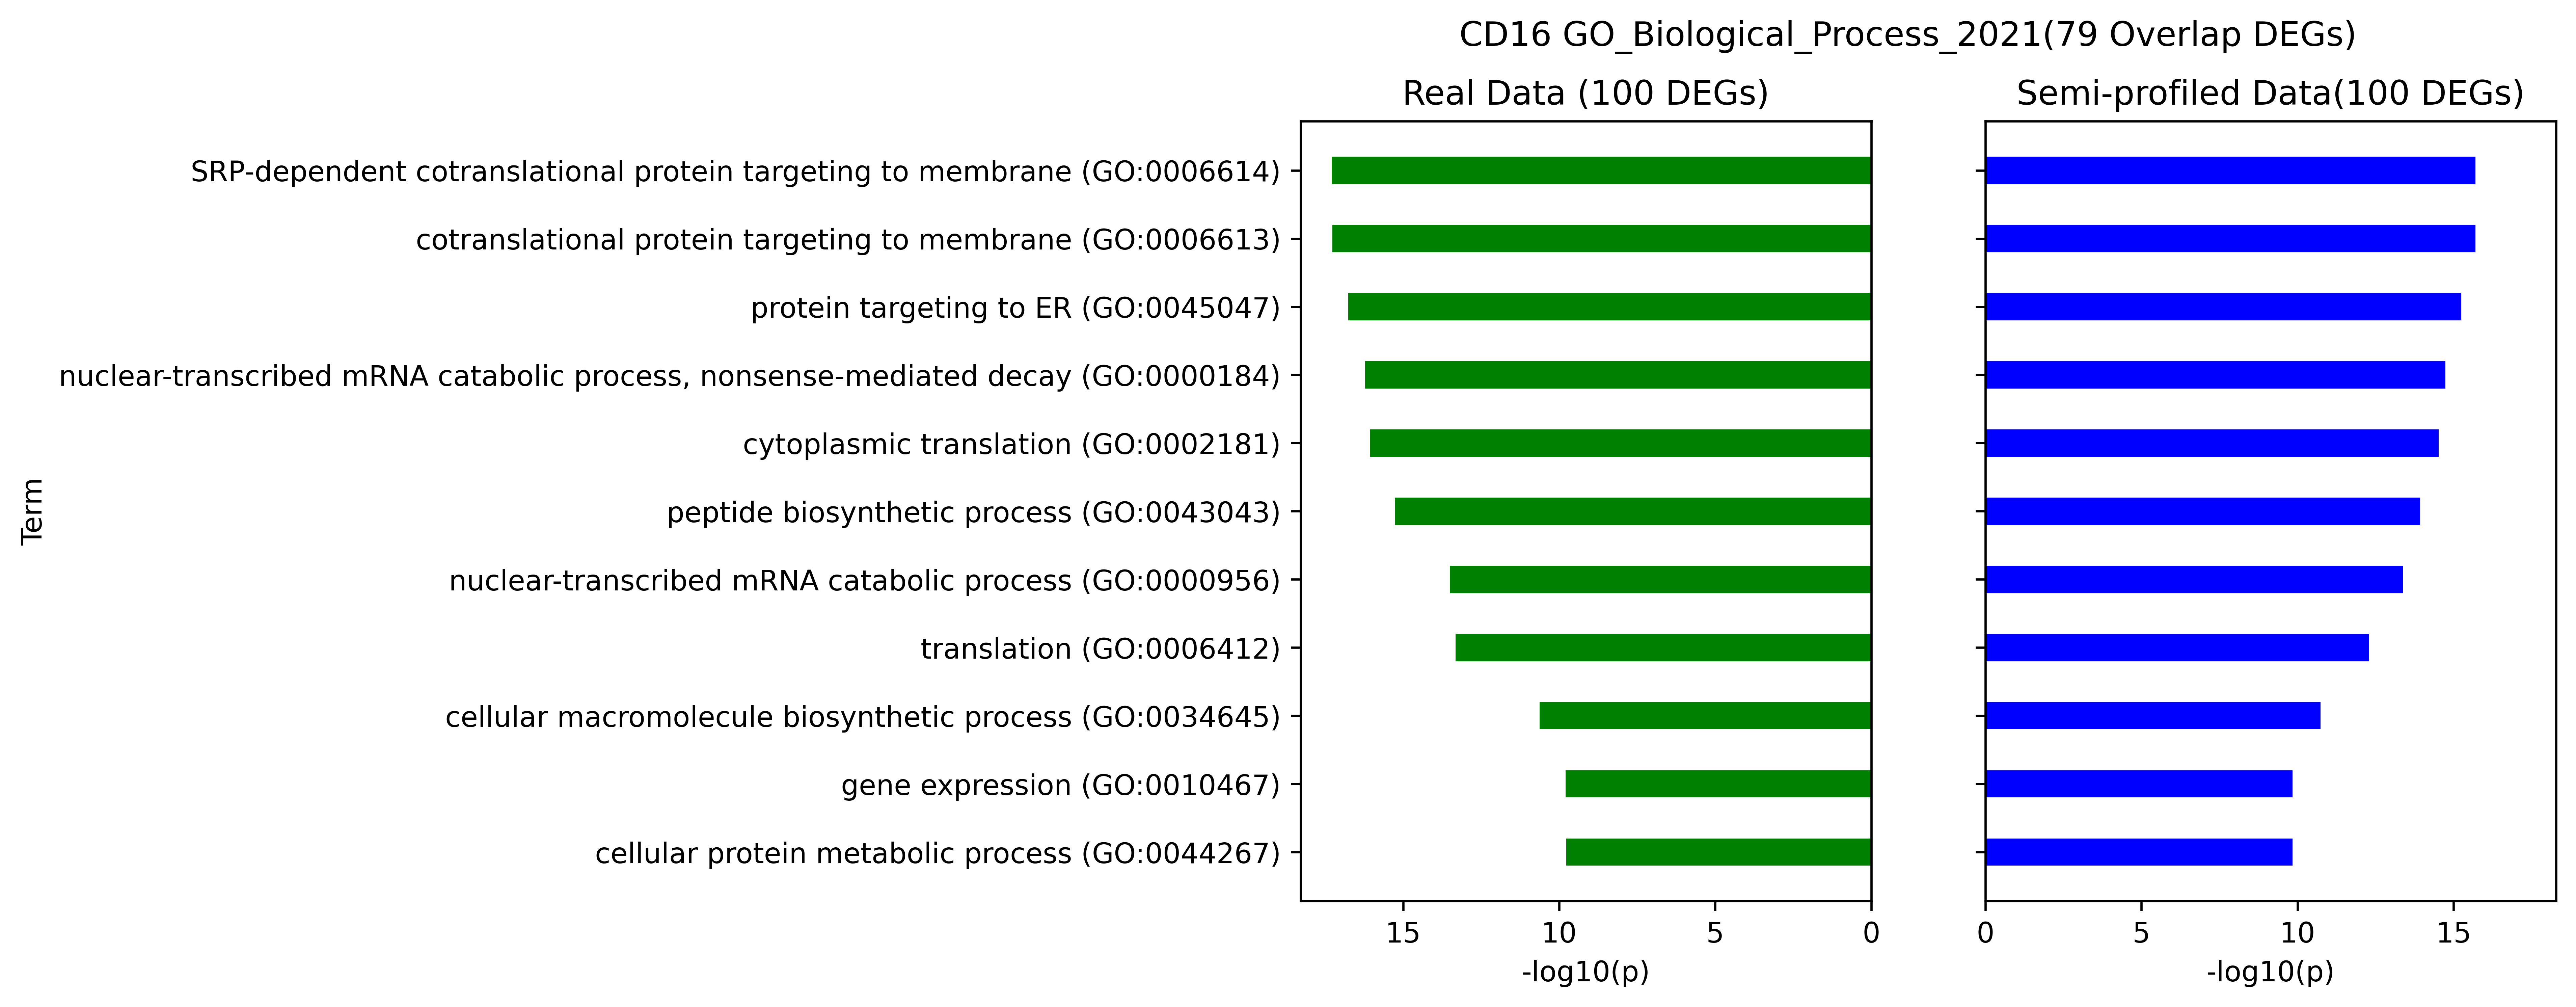 CD16 GO_Biological_Process_2021(79 Overlap DEGs)
Real Data (100 DEGs)
Semi-profiled Data(100 DEGs)
Term
SRP-dependent cotranslational protein targeting to membrane (GO:0006614)
cotranslational protein targeting to membrane (GO:0006613)
protein targeting to ER (GO:0045047)
nuclear-transcribed mRNA catabolic process, nonsense-mediated decay (GO:0000184)
cytoplasmic translation (GO:0002181)
peptide biosynthetic process (GO:0043043)
nuclear-transcribed mRNA catabolic process (GO:0000956)
translation (GO:0006412)
cellular macromolecule biosynthetic process (GO:0034645)
gene expression (GO:0010467)
cellular protein metabolic process (GO:0044267)
15 10 5 0
-log10(p)
0 5 10 15
-log10(p)